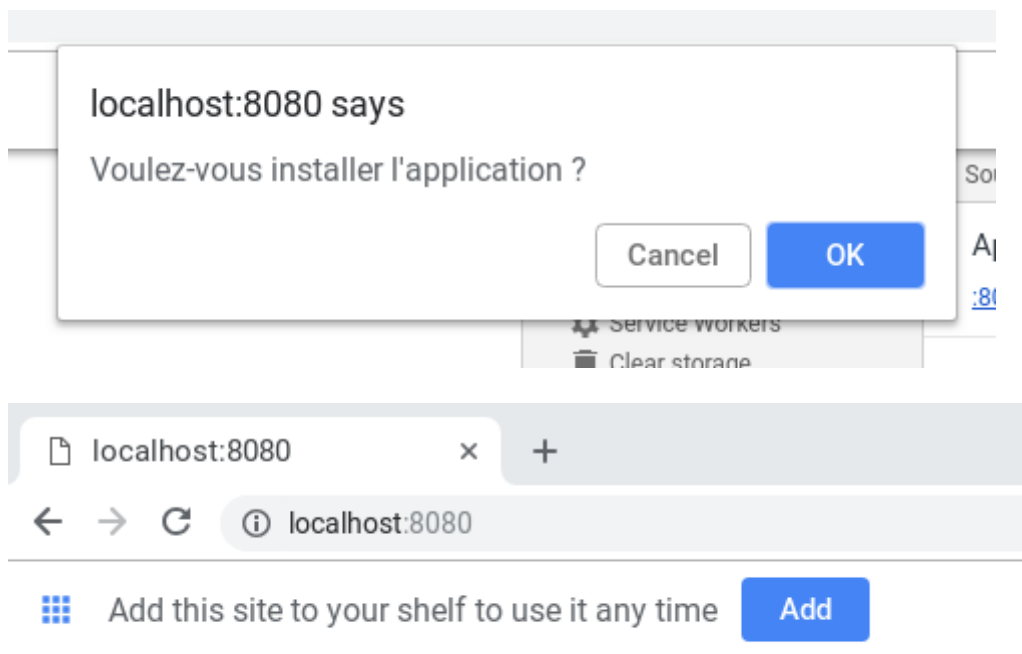 localhost:8080 says
Voulez-vous installer l'application ?
Cancel OK
Service Workers
Clear storage
localhost:8080
localhost:8080
Add this site to your shelf to use it any time Add